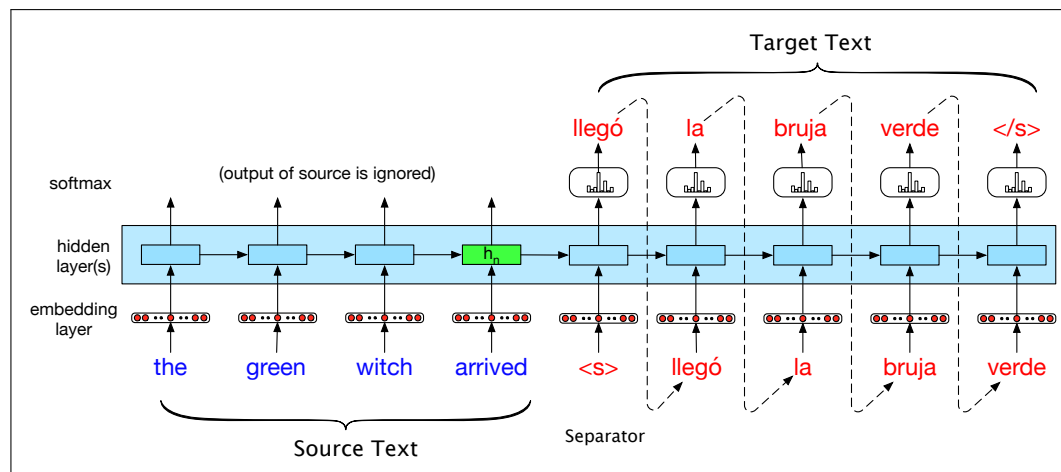 Target Text
llegó la bruja verde </s>
softmax
(output of source is ignored)
hidden
layer(s)
hn
embedding
layer
the green witch arrived <s> llegó la bruja verde
Separator
Source Text